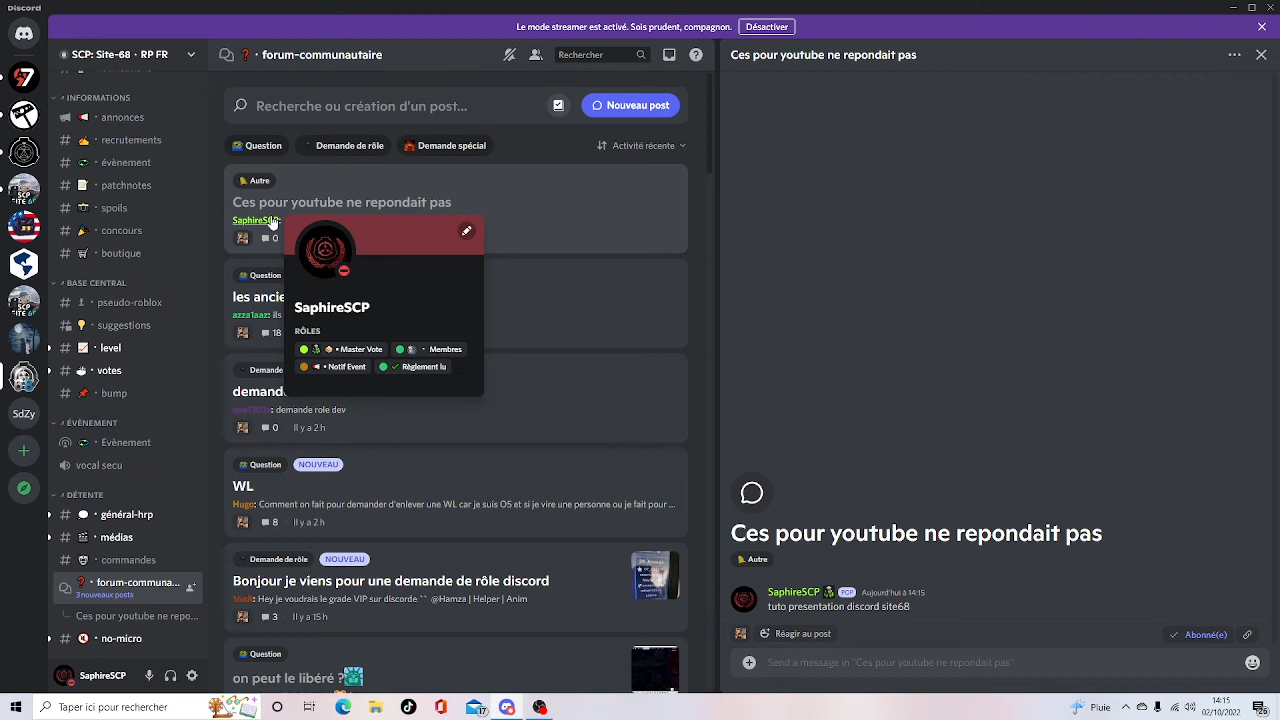 Discord
Le mode streamer est activé. Sois prudent, compagnon.
Désactiver
SCP: Site-68 - RP FR
INFORMATIONS
annonces
recrutements
évènement
patchnotes
spoils
concours
boutique
BASE CENTRAL
pseudo-roblox
suggestions
level
votes
bump
ÉVÈNEMENT
Evènement
vocal secu
DÉTENTE
général-hrp
médias
commandes
forum-communa...
3 nouveaux posts
Ces pour youtube ne repo...
no-micro
SdZy
forum-communautaire
Rechercher
Recherche ou création d'un post...
Nouveau post
Question
Demande de rôle
Demande spécial
Activité récente
Autre
Ces pour youtube ne repondait pas
SaphireSCP:
0
Question
les ancie
azza1aaz: ils
18
Demande
demand
demande role dev
0 Il y a 2 h
SaphireSCP
RÔLES
Master Vote
Membres
Notif Event
Règlement lu
Question
NOUVEAU
WL
Hugo: Comment on fait pour demander d'enlever une WL car je suis OS et si je vire une personne ou je fait pour ...
8 Il y a 2 h
Demande de rôle
NOUVEAU
Bonjour je viens pour une demande de rôle discord
Hey je voudrais le grade VIP sur discorde ^^ @Hamza | Helper | Anim
3 Il y a 15 h
Question
Ces pour youtube ne repondait pas
Ces pour youtube ne repondait pas
Autre
SaphireSCP POP Aujourd'hui à 14:15
tuto presentation discord site68
Réagir au post
Abonné(e)
Send a message in "Ces pour youtube ne repondait pas"
Taper ici pour rechercher
Pluie
14:15
02/10/2022